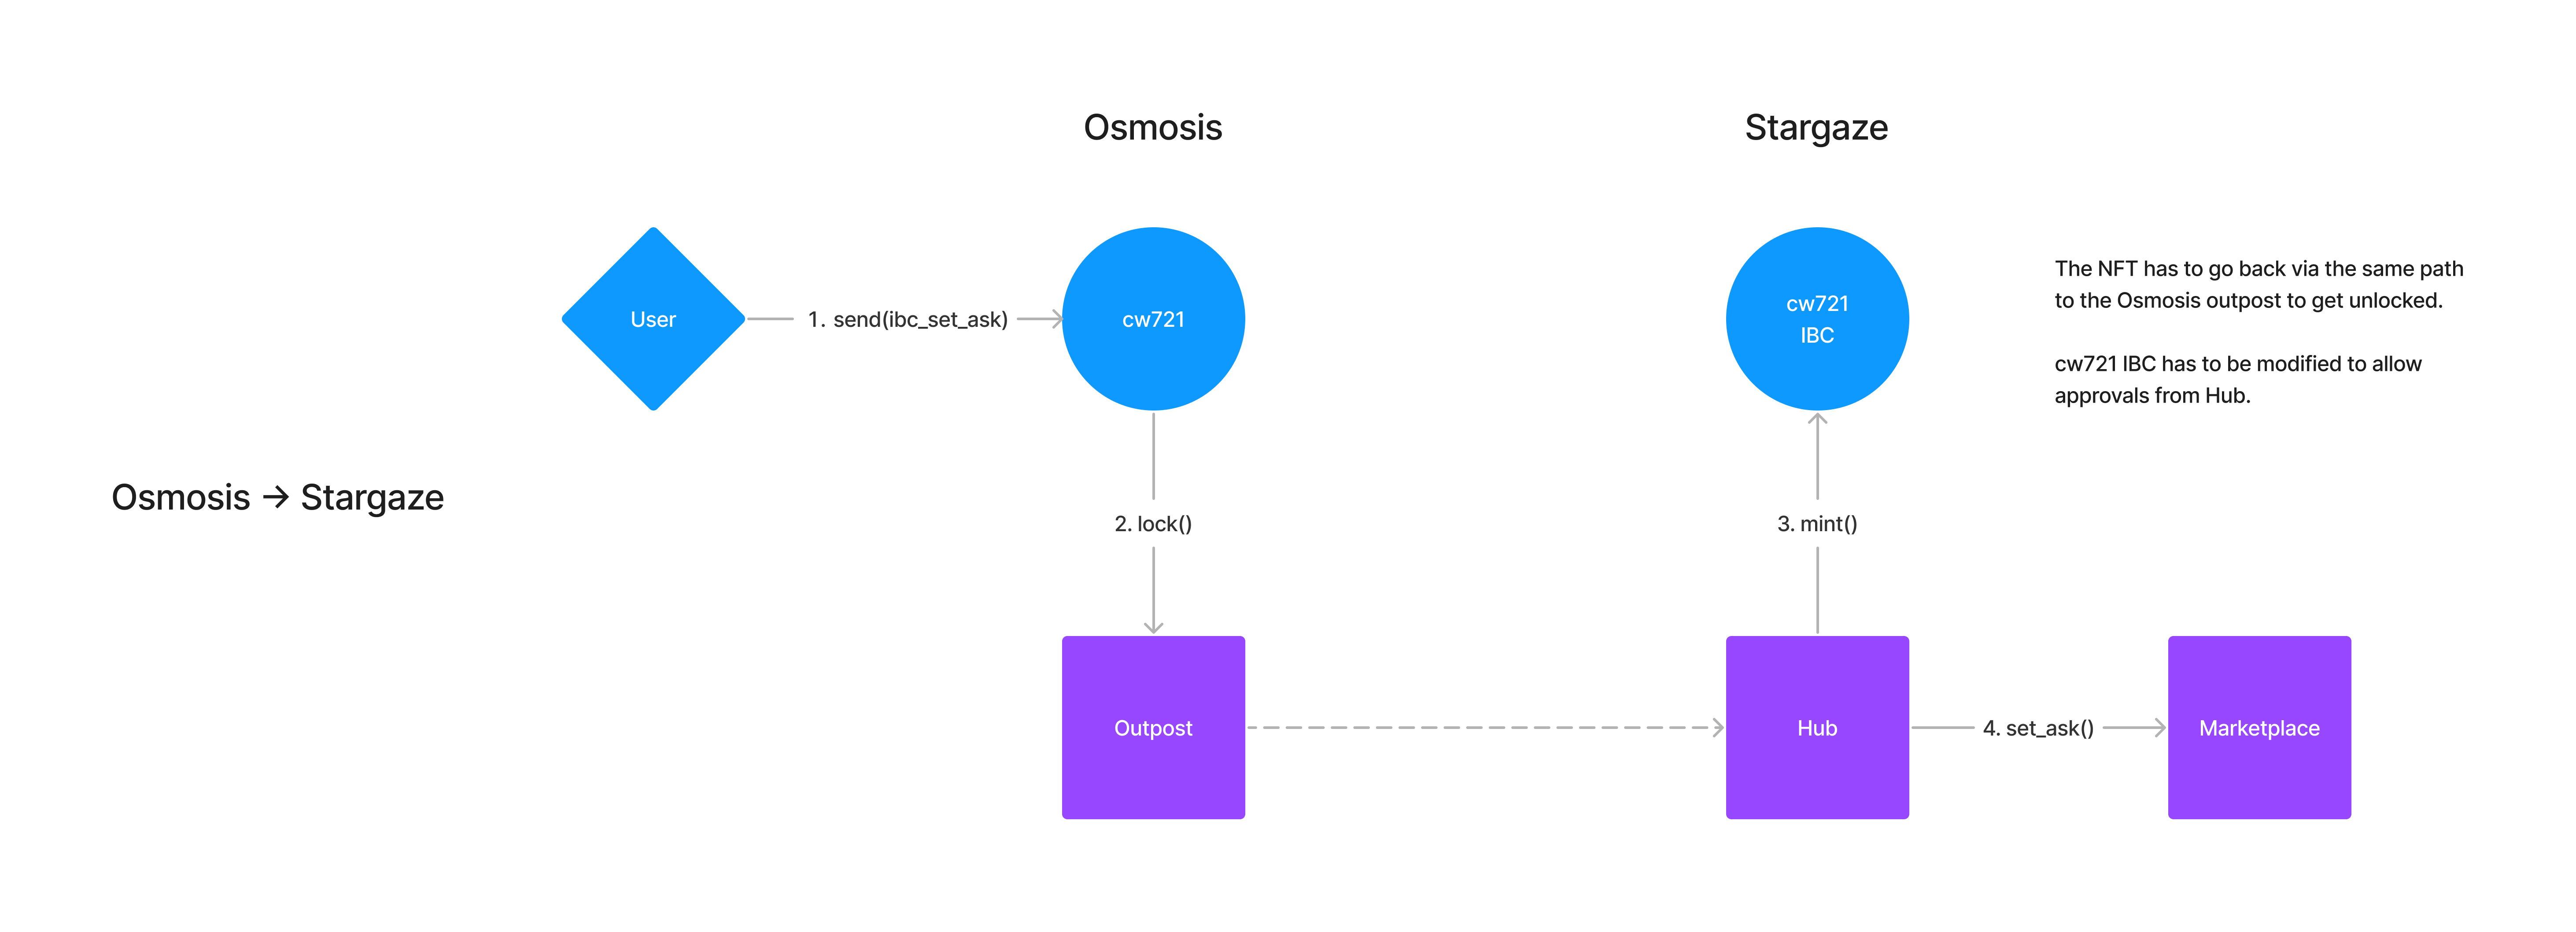 Osmosis
Stargaze
User
1. send(ibc_set_ask)
cw721
cw721
IBC
The NFT has to go back via the same path
to the Osmosis outpost to get unlocked.
cw721 IBC has to be modified to allow
approvals from Hub.
Osmosis → Stargaze
2. lock()
3. mint()
Outpost
Hub
4. set_ask()
Marketplace